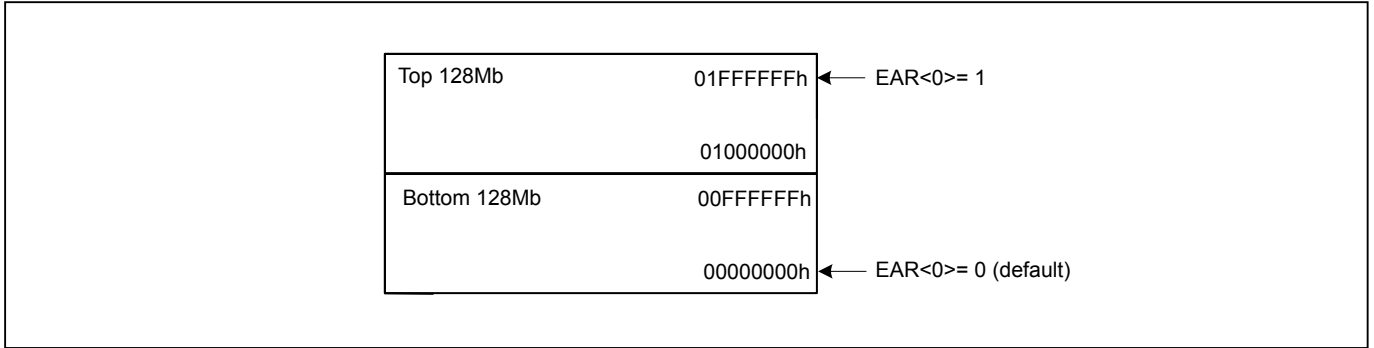 Top 128Mb 01FFFFFFh EAR<0>= 1
01000000h
Bottom 128Mb 00FFFFFFh
00000000h EAR<0>= 0 (default)